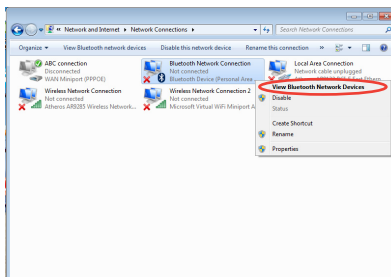 « Network and Internet ▸ Network Connections ▸
Search Network Connections
Organize
View Bluetooth network devices
Disable this network device
Rename this connection
»
ABC connection
Disconnected
WAN Miniport (PPPOE)
Bluetooth Network Connection
Not connected
Bluetooth Device (Personal Area...
Local Area Connection
Network cable unplugged
Wireless Network Connection
Not connected
Atheros AR9285 Wireless Network...
Wireless Network Connection 2
Not connected
Microsoft Virtual WiFi Miniport A
View Bluetooth Network Devices
Disable
Status
Create Shortcut
Rename
Properties